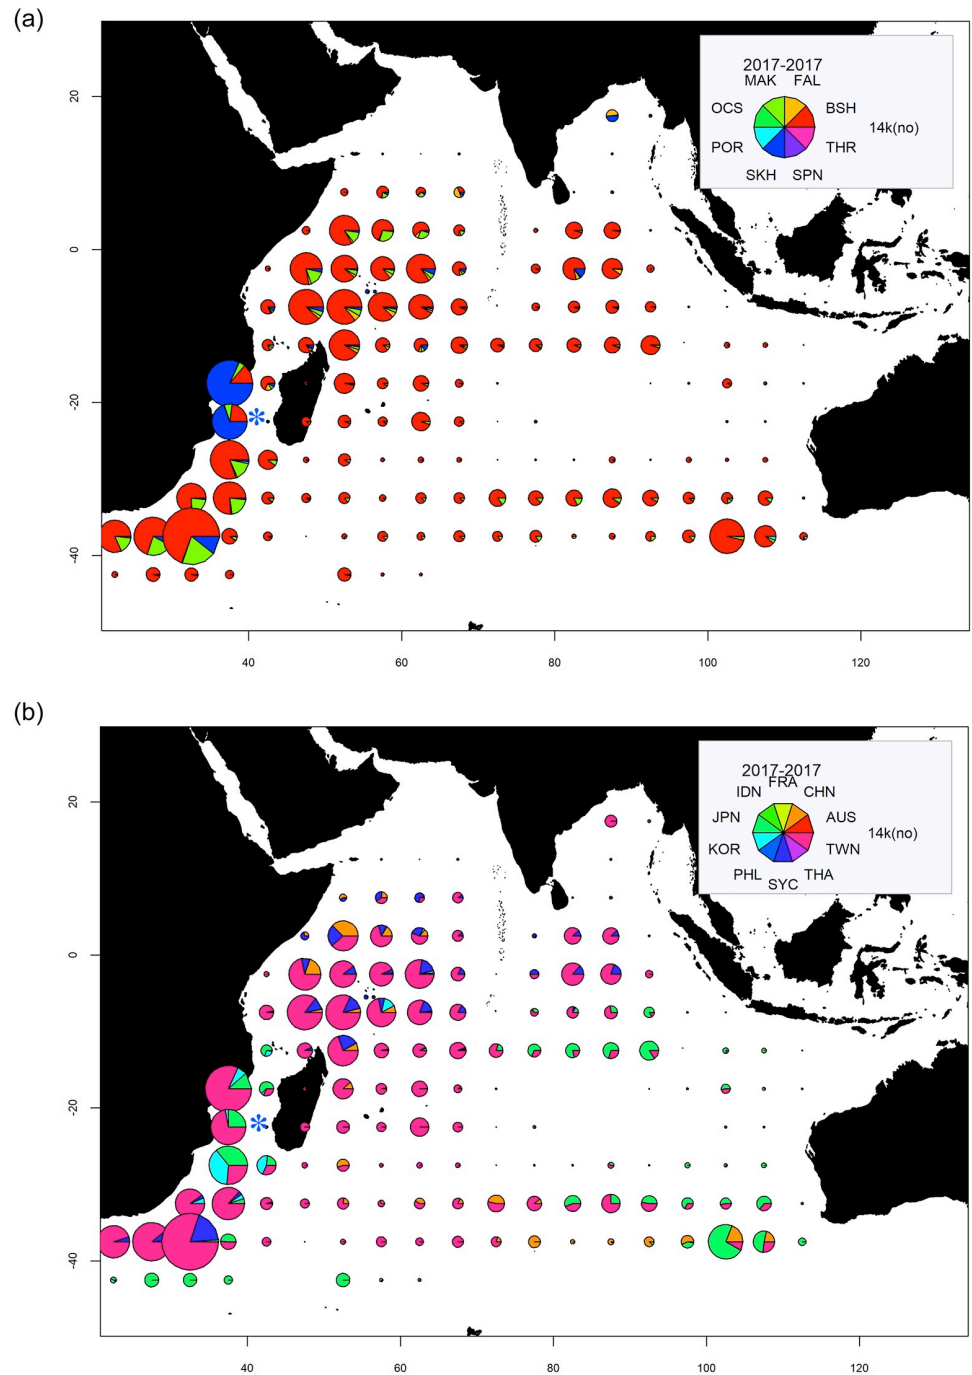 (a)
2017-2017
MAK FAL
OCS BSH
14k(no)
POR THR
SKH SPN
20
0
-20
-40
40 60 80 100 120
(b)
2017-2017
FRA
IDN CHN
JPN AUS
14k(no)
KOR TWN
PHL THA
SYC
20
0
-20
-40
40 60 80 100 120